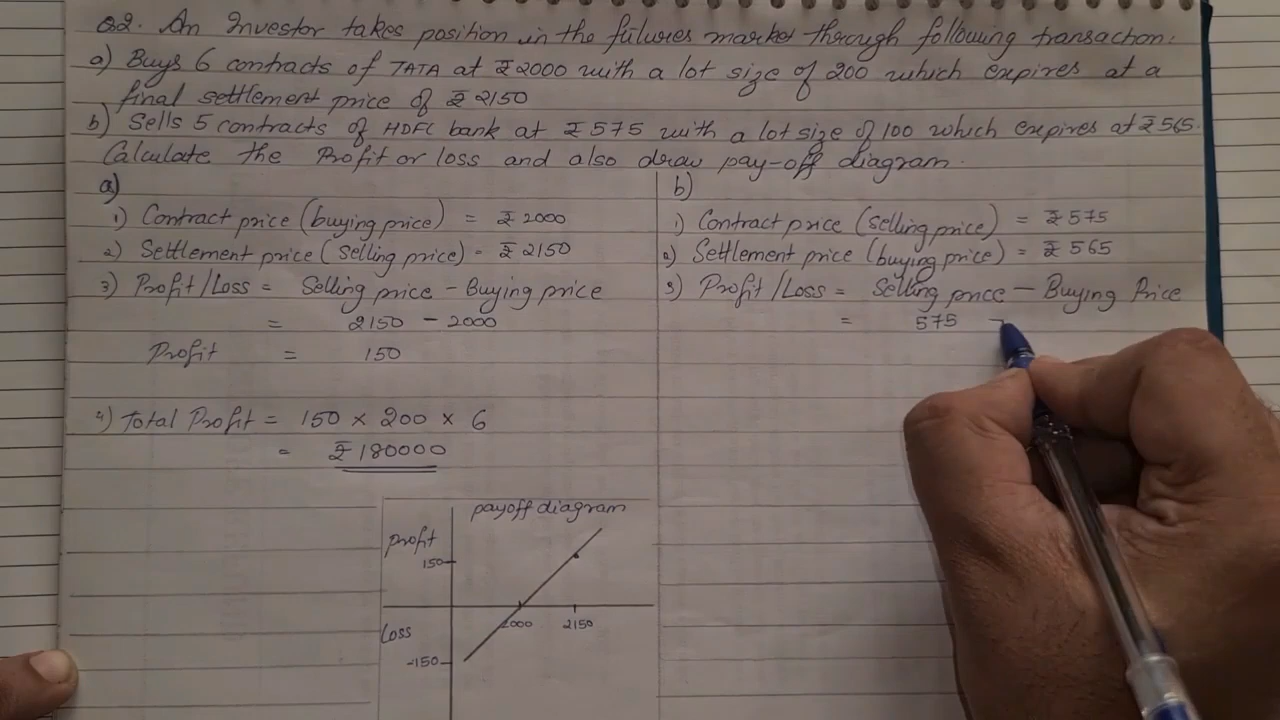 Q2. An Investor takes position in the futures market through following transaction:
a) Buys 6 contracts of TATA at ₹2000 with a lot size of 200 which expires at a
final settlement price of ₹2150
b) Sells 5 contracts of HDFC bank at ₹575 with a lot size of 100 which expires at ₹565.
Calculate the Profit or loss and also draw pay-off diagram.
a)
1) Contract price (buying price) = ₹2000
2) Settlement price (selling price) = ₹2150
3) Profit/Loss = Selling price - Buying price
= 2150 - 2000
Profit = 150
4) Total Profit = 150 × 200 × 6
= ₹180000
payoff diagram
Profit
150
Loss
2000 2150
-150
b)
1) Contract price (selling price) = ₹575
2) Settlement price (buying price) = ₹565
3) Profit/Loss = Selling price - Buying Price
= 575 -